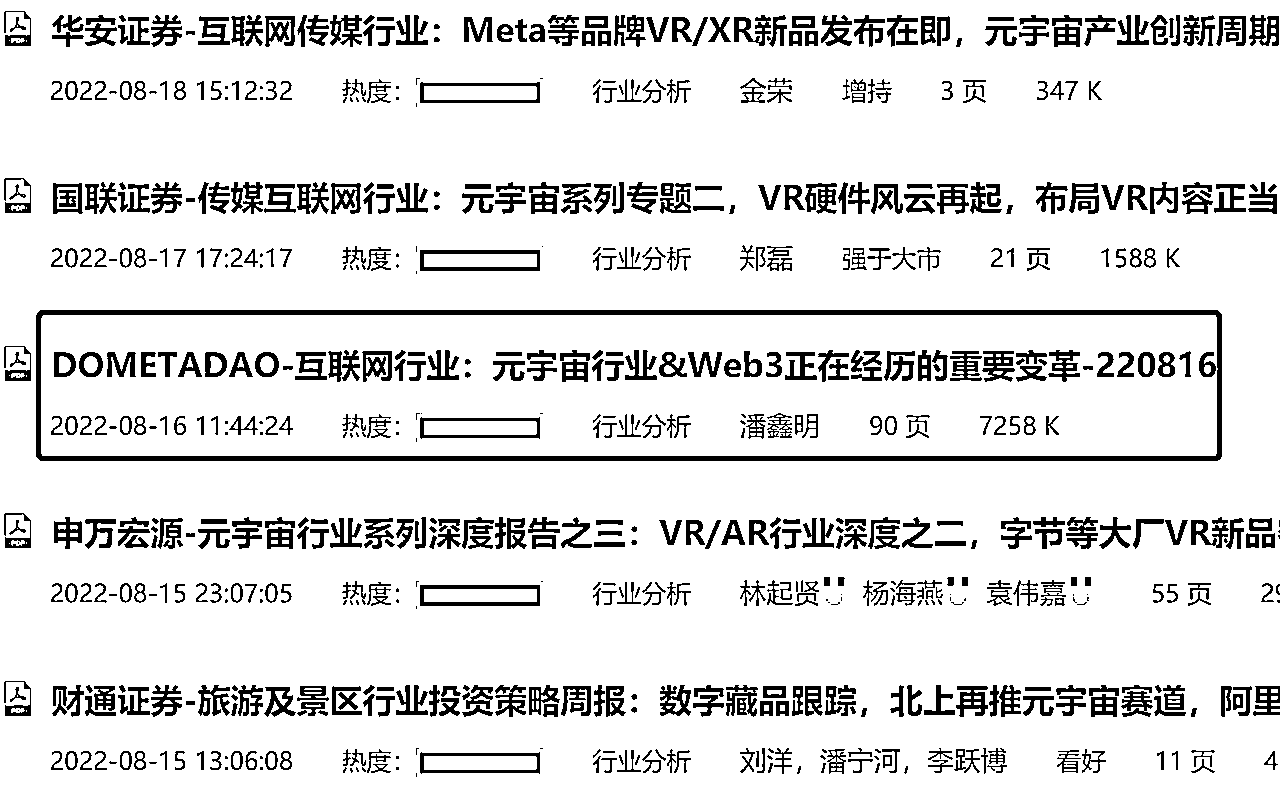 华安证券-互联网传媒行业：Meta等品牌VR/XR新品发布在即，元宇宙产业创新周期
2022-08-18 15:12:32 热度： 行业分析 金荣 增持 3 页 347 K
国联证券-传媒互联网行业：元宇宙系列专题二，VR硬件风云再起，布局VR内容正当
2022-08-17 17:24:17 热度： 行业分析 郑磊 强于大市 21 页 1588 K
DOMETADAO-互联网行业：元宇宙行业&Web3正在经历的重要变革-220816
2022-08-16 11:44:24 热度： 行业分析 潘鑫明 90 页 7258 K
申万宏源-元宇宙行业系列深度报告之三：VR/AR行业深度之二，字节等大厂VR新品
2022-08-15 23:07:05 热度： 行业分析 林起贤 杨海燕 袁伟嘉 55 页 29
财通证券-旅游及景区行业投资策略周报：数字藏品跟踪，北上再推元宇宙赛道，阿里
2022-08-15 13:06:08 热度： 行业分析 刘洋，潘宁河，李跃博 看好 11 页 4